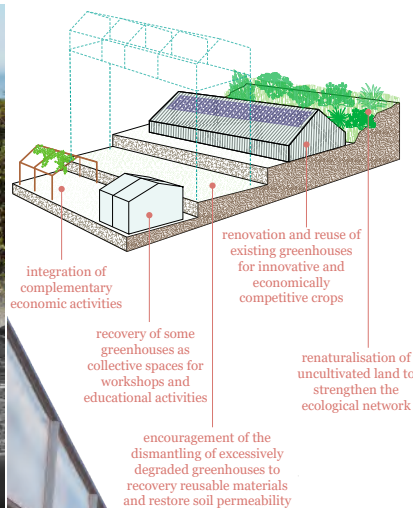 integration of
complementary
economic activities
recovery of some
greenhouses as
collective spaces for
workshops and
educational activities
encouragement of the
dismantling of excessively
degraded greenhouses to
recovery reusable materials
and restore soil permeability
renovation and reuse of
existing greenhouses
for innovative and
economically
competitive crops
renaturalisation of
uncultivated land to
strengthen the
ecological network